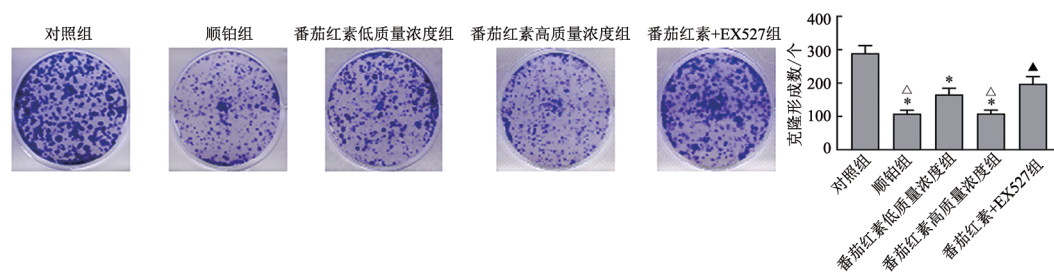 对照组
顺铂组
番茄红素低质量浓度组
番茄红素高质量浓度组
番茄红素+EX527组
克隆形成数/个
400
300
200
100
0
△
*
*
△
*
▲
对照组
顺铂组
番茄红素低质量浓度组
番茄红素高质量浓度组
番茄红素+EX527组